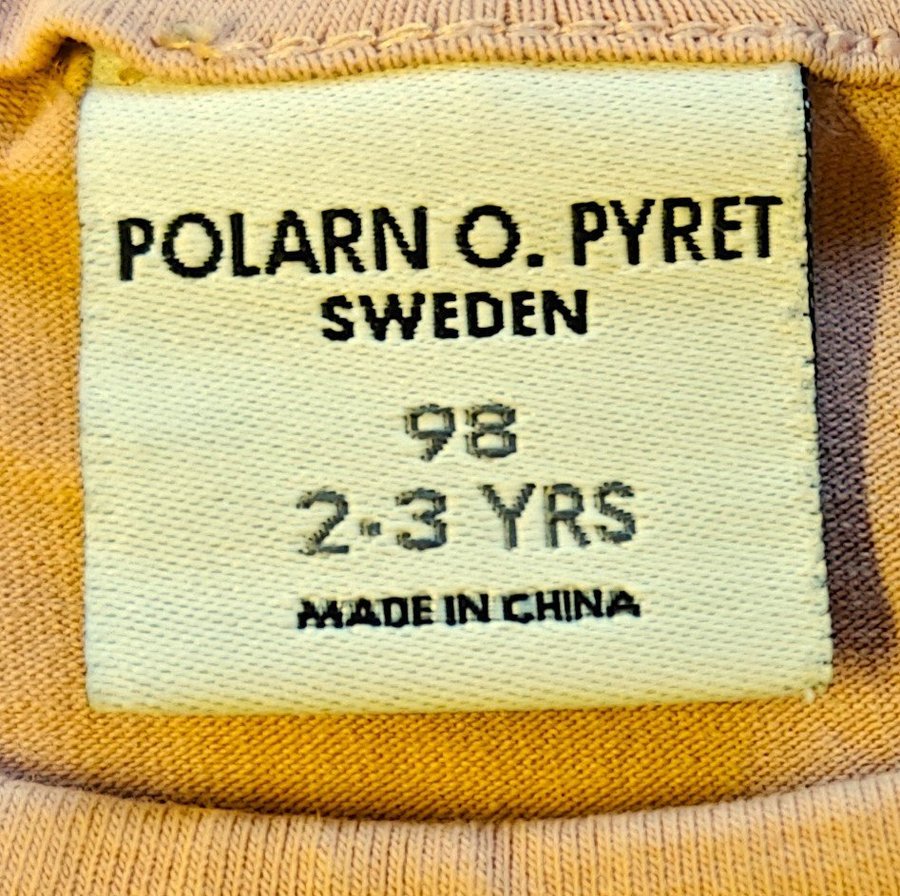 POLARN O. PYRET
SWEDEN
98
2-3 YRS
MADE IN CHINA